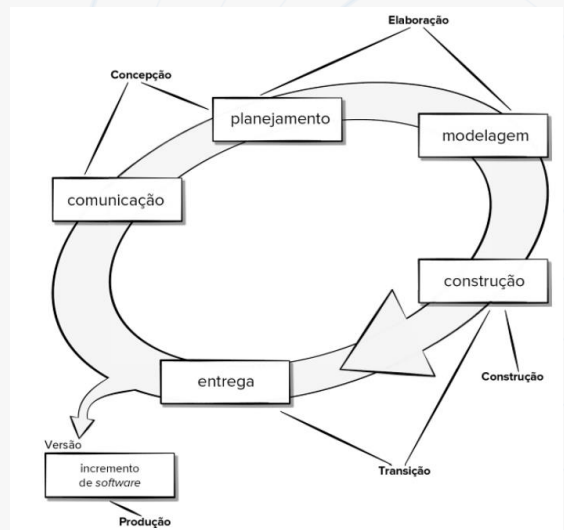 Elaboração
Concepção
planejamento
modelagem
comunicação
construção
entrega
Construção
Versão
Transição
incremento
de software
Produção